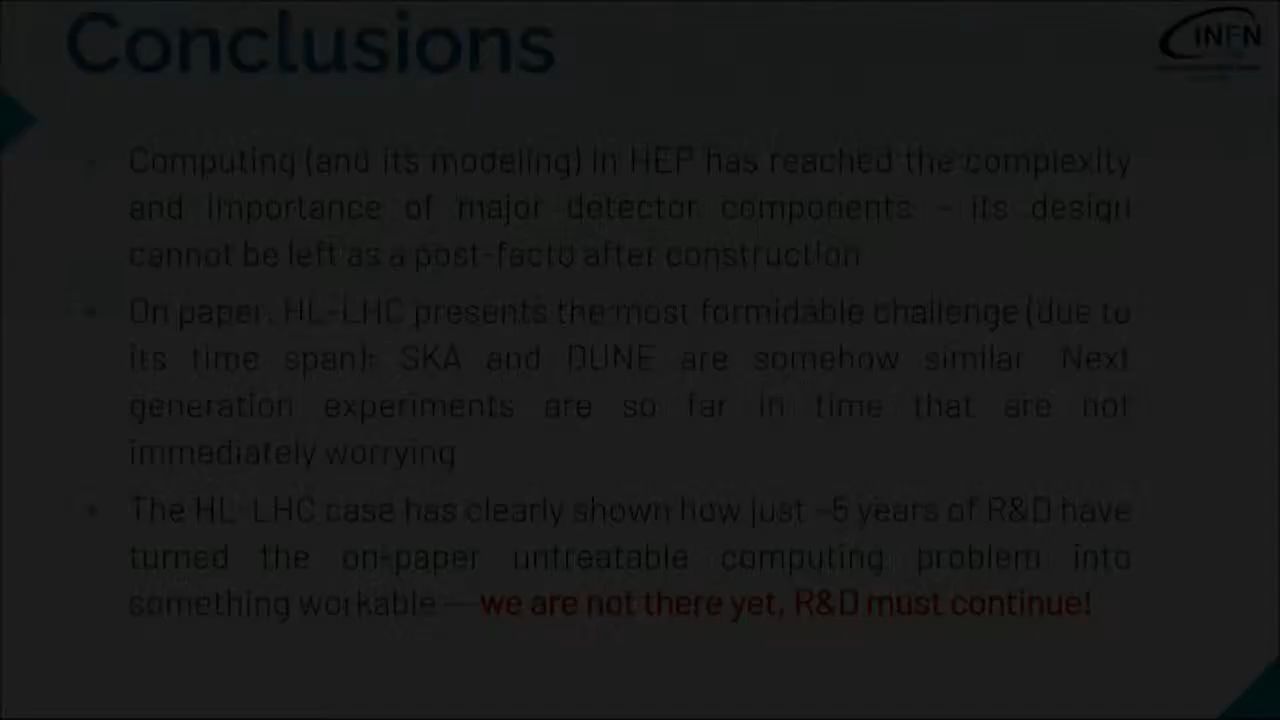 Conclusions
INFN
Computing (and its modeling) in HEP has reached the complexity
and importance of major detector components – its design
cannot be left as a post-facto after construction
On paper, HL-LHC presents the most formidable challenge (due to
its time span): SKA and DUNE are somehow similar. Next
generation experiments are so far in time that are not
immediately worrying
The HL-LHC case has clearly shown how just ~5 years of R&D have
turned the on-paper untreatable computing problem into
something workable — we are not there yet, R&D must continue!